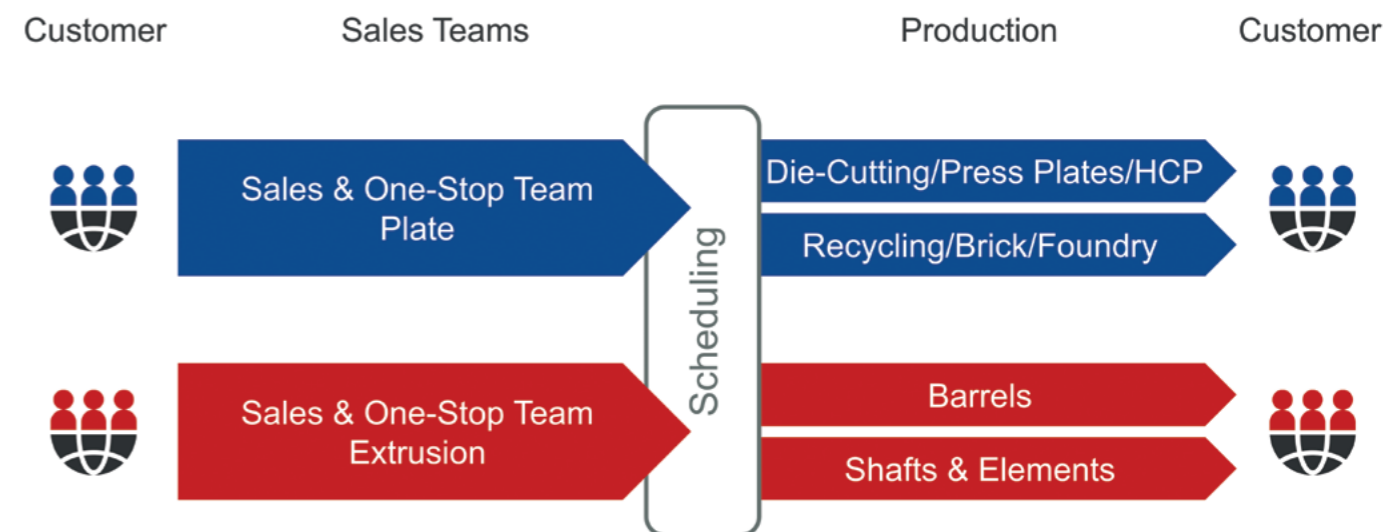 Customer
Sales Teams
Production
Customer
Sales & One-Stop Team
Plate
Scheduling
Die-Cutting/Press Plates/HCP
Recycling/Brick/Foundry
Sales & One-Stop Team
Extrusion
Barrels
Shafts & Elements